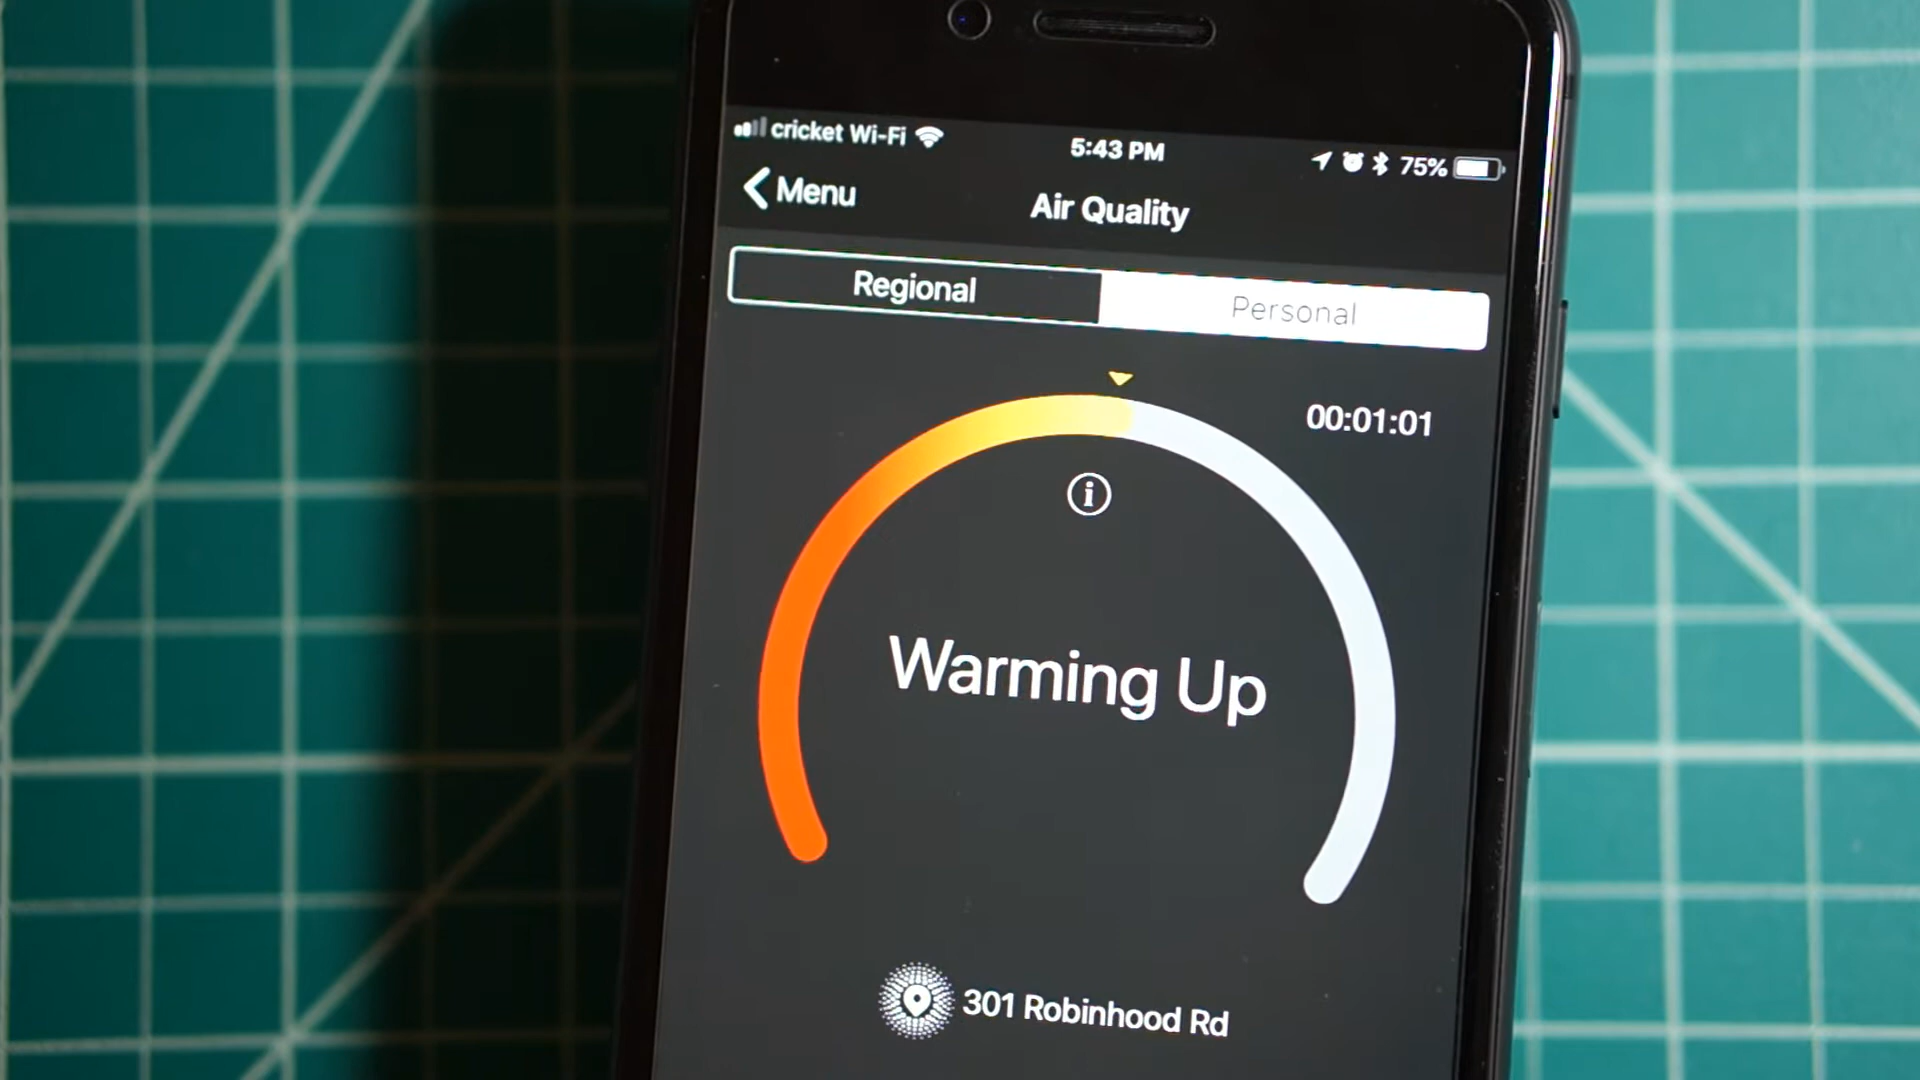 cricket Wi-Fi 5:43 PM 75%
Menu
Air Quality
Regional Personal
00:01:01
i
Warming Up
301 Robinhood Rd